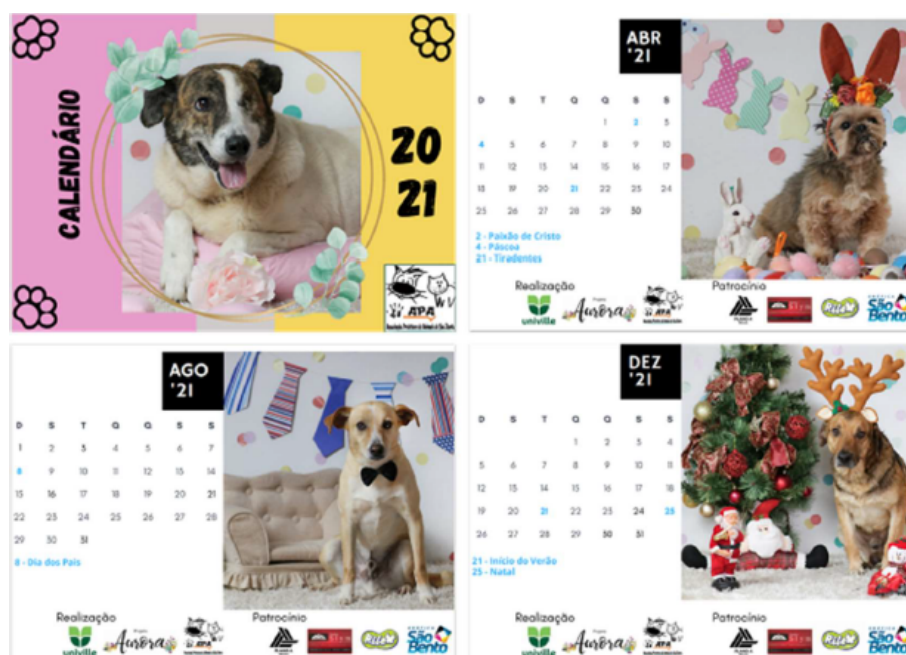 CALENDÁRIO
20
21
APA
ABR
'21
D S T Q Q S S
1 2 3
4 5 6 7 8 9 10
11 12 13 14 15 16 17
18 19 20 21 22 23 24
25 26 27 28 29 30
2 - Paixão de Cristo
4 - Páscoa
21 - Tiradentes
Realização
Patrocínio
univille
Aurora
APA
São Bento
AGO
'21
D S T Q Q S S
1 2 3 4 5 6 7
8 9 10 11 12 13 14
15 16 17 18 19 20 21
22 23 24 25 26 27 28
29 30 31
8 - Dia dos Pais
Realização
Patrocínio
univille
Aurora
APA
São Bento
DEZ
'21
D S T Q Q S S
1 2 3 4
5 6 7 8 9 10 11
12 13 14 15 16 17 18
19 20 21 22 23 24 25
26 27 28 29 30 31
21 - Início do Verão
25 - Natal
Realização
Patrocínio
univille
Aurora
APA
São Bento